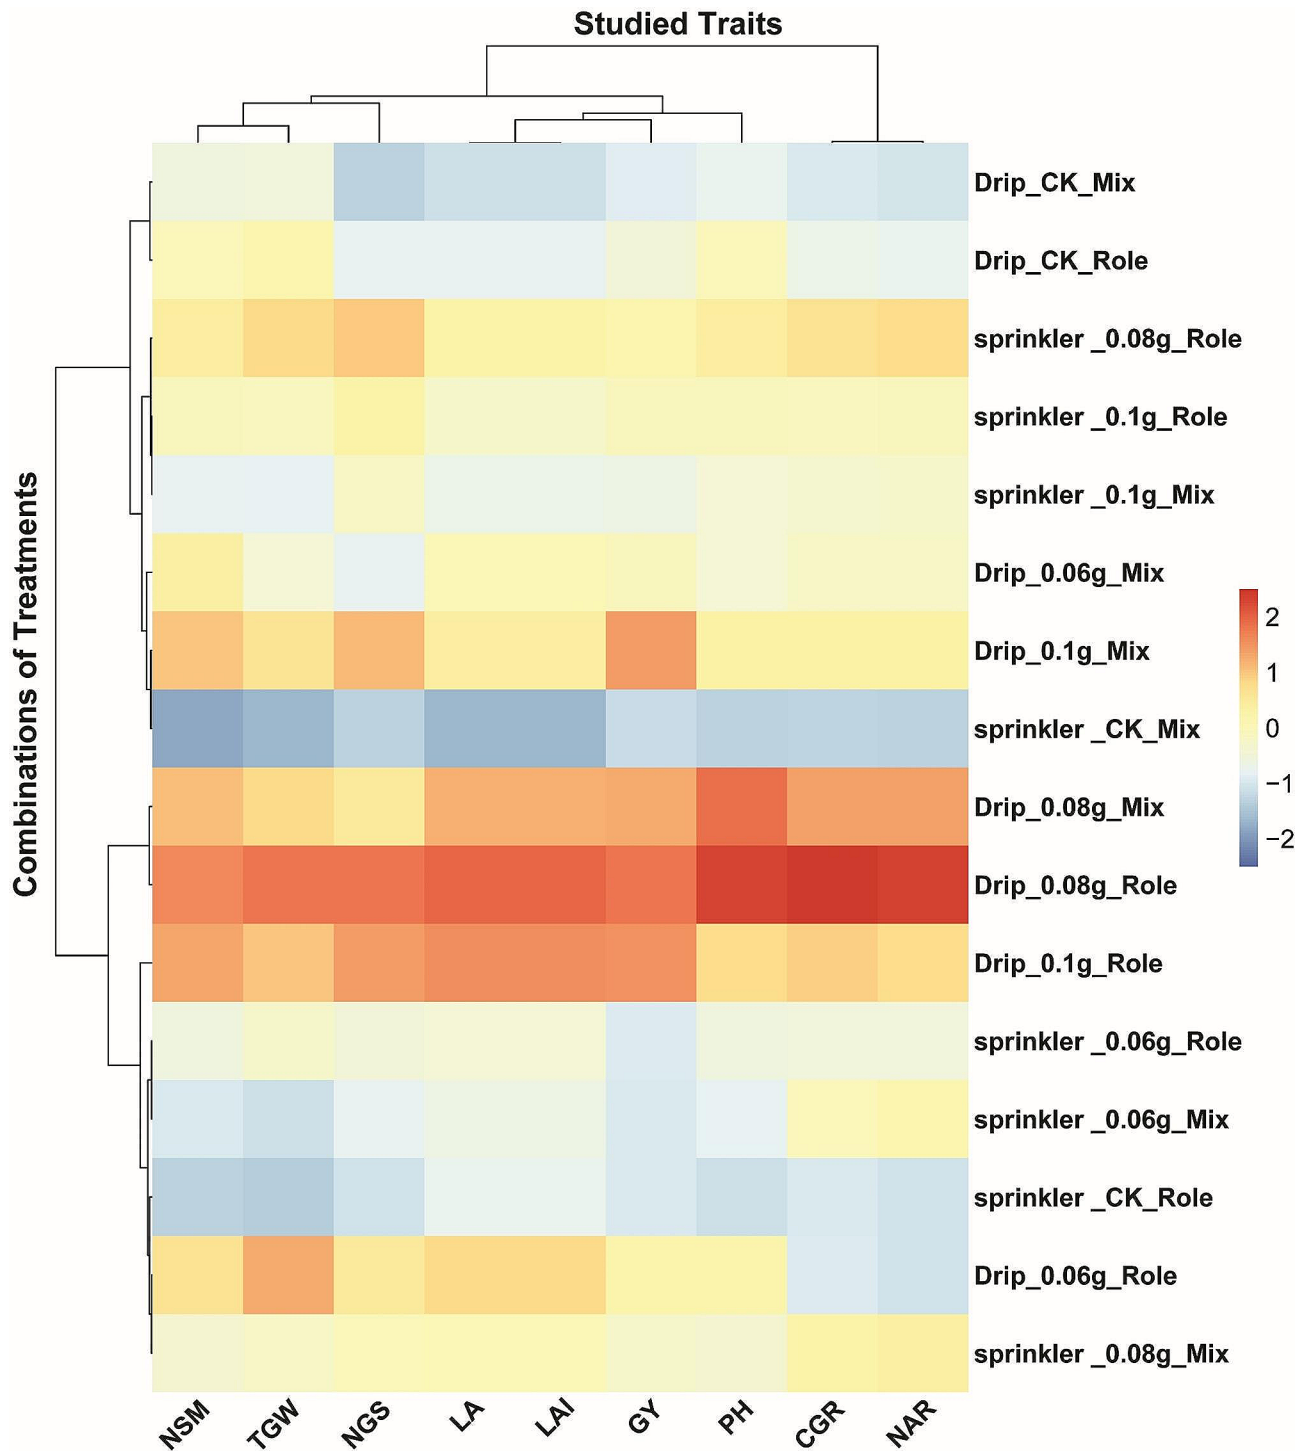 Studied Traits
Combinations of Treatments
Drip_CK_Mix
Drip_CK_Role
sprinkler _0.08g_Role
sprinkler _0.1g_Role
sprinkler _0.1g_Mix
Drip_0.06g_Mix
Drip_0.1g_Mix
sprinkler _CK_Mix
Drip_0.08g_Mix
Drip_0.08g_Role
Drip_0.1g_Role
sprinkler _0.06g_Role
sprinkler _0.06g_Mix
sprinkler _CK_Role
Drip_0.06g_Role
sprinkler _0.08g_Mix
2
1
0
−1
−2
NSM
TGW
NGS
LA
LAI
GY
PH
CGR
NAR